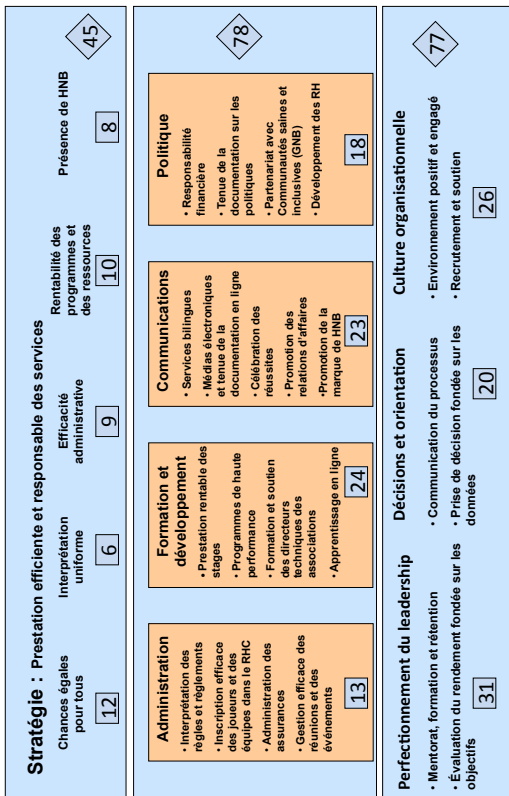 Stratégie : Prestation efficiente et responsable des services
45
Chances égales
pour tous
12
Interprétation
uniforme
6
Efficacité
administrative
9
Rentabilité des
programmes et
des ressources
10
Présence de HNB
8
78
Administration
• Interprétation des
règles et règlements
• Inscription efficace
des joueurs et des
équipes dans le RHC
• Administration des
assurances
• Gestion efficace des
réunions et des
événements
13
Formation et
développement
• Prestation rentable des
stages
• Programmes de haute
performance
• Formation et soutien
des directeurs
techniques des
associations
• Apprentissage en ligne
24
Communications
• Services bilingues
• Médias électroniques
et tenue de la
documentation en ligne
• Célébration des
réussites
• Promotion des
relations d'affaires
•Promotion de la
marque de HNB
23
Politique
• Responsabilité
financière
• Tenue de la
documentation sur les
politiques
• Partenariat avec
Communautés saines et
inclusives (GNB)
• Développement des RH
18
77
Perfectionnement du leadership
• Mentorat, formation et rétention
• Évaluation du rendement fondée sur les
objectifs
31
Décisions et orientation
• Communication du processus
• Prise de décision fondée sur les
données
20
Culture organisationnelle
• Environnement positif et engagé
• Recrutement et soutien
26